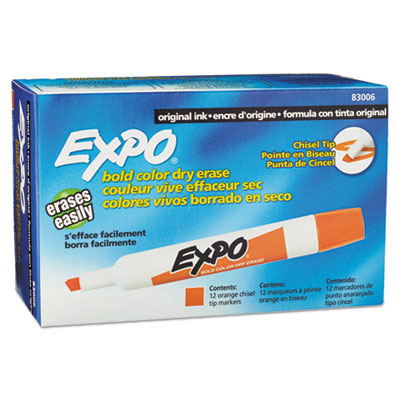 83006
original ink • encre d'origine • formula con tinta original
EXPO®
bold color dry erase
couleur vive effaceur sec
colores vivos borrado en seco
Chisel Tip
Pointe en Biseau
Punta de Cincel
erases
easily
s'efface facilement
borra facilmente
EXPO
BOLD COLOR DRY ERASE
Contents:
12 orange chisel
tip markers
Contenu:
12 marqueurs à pointe
orange en biseau
Contenido:
12 marcadores de
punto anaranjado
tipo cincel
EXPO
83006